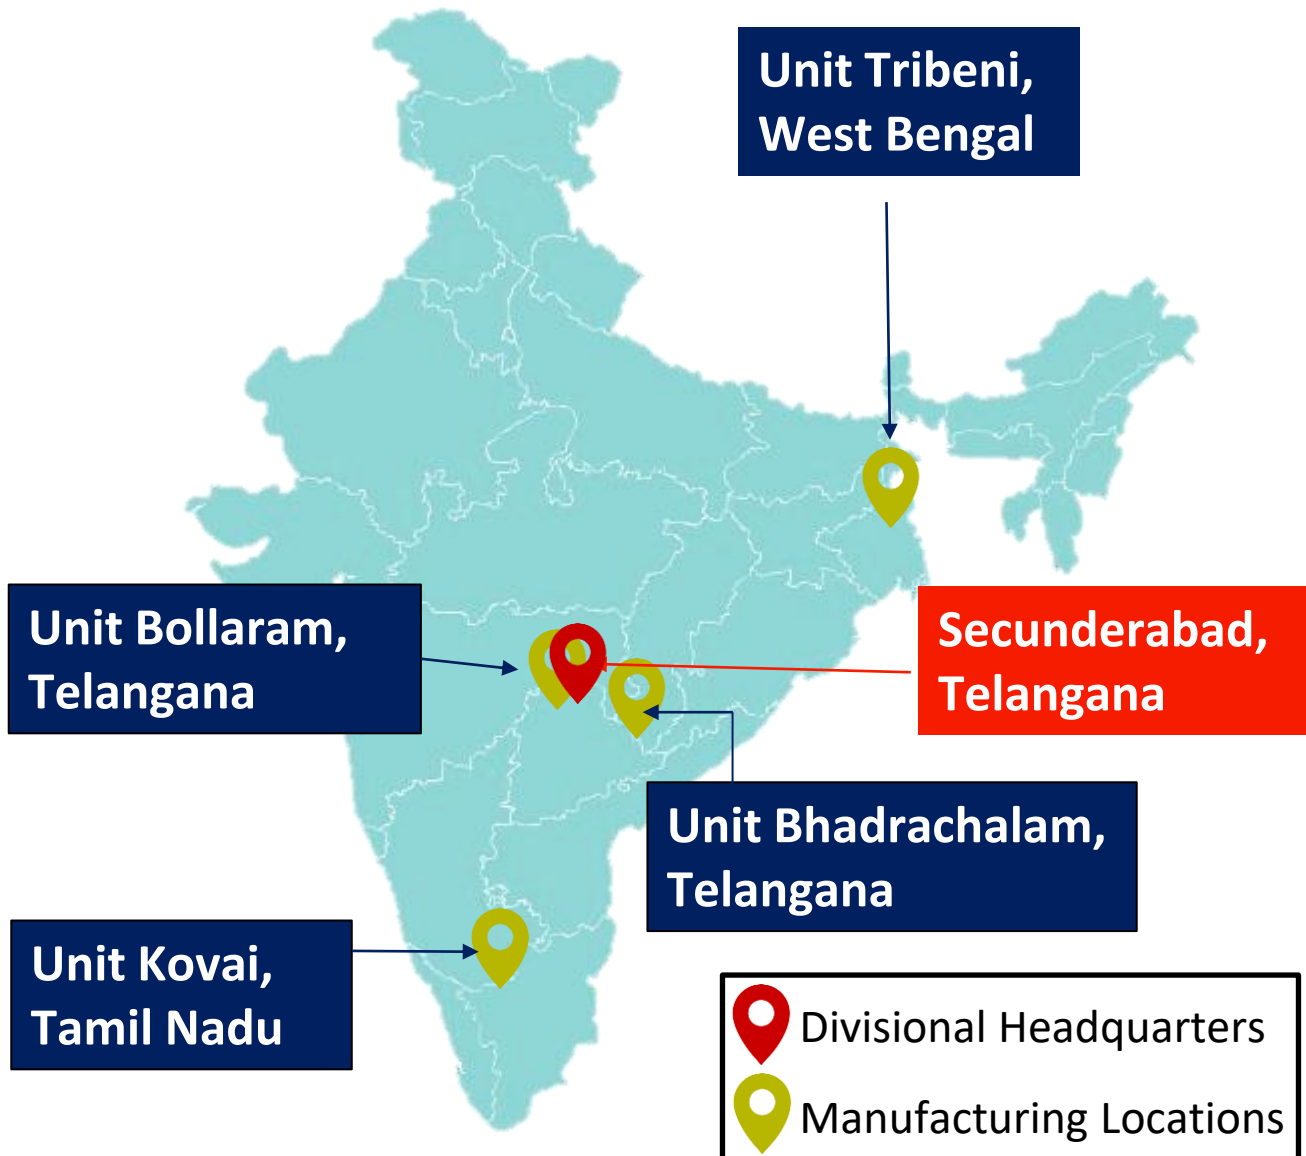 Unit Tribeni,
West Bengal
Unit Bollaram,
Telangana
Secunderabad,
Telangana
Unit Bhadrachalam,
Telangana
Unit Kovai,
Tamil Nadu
Divisional Headquarters
Manufacturing Locations